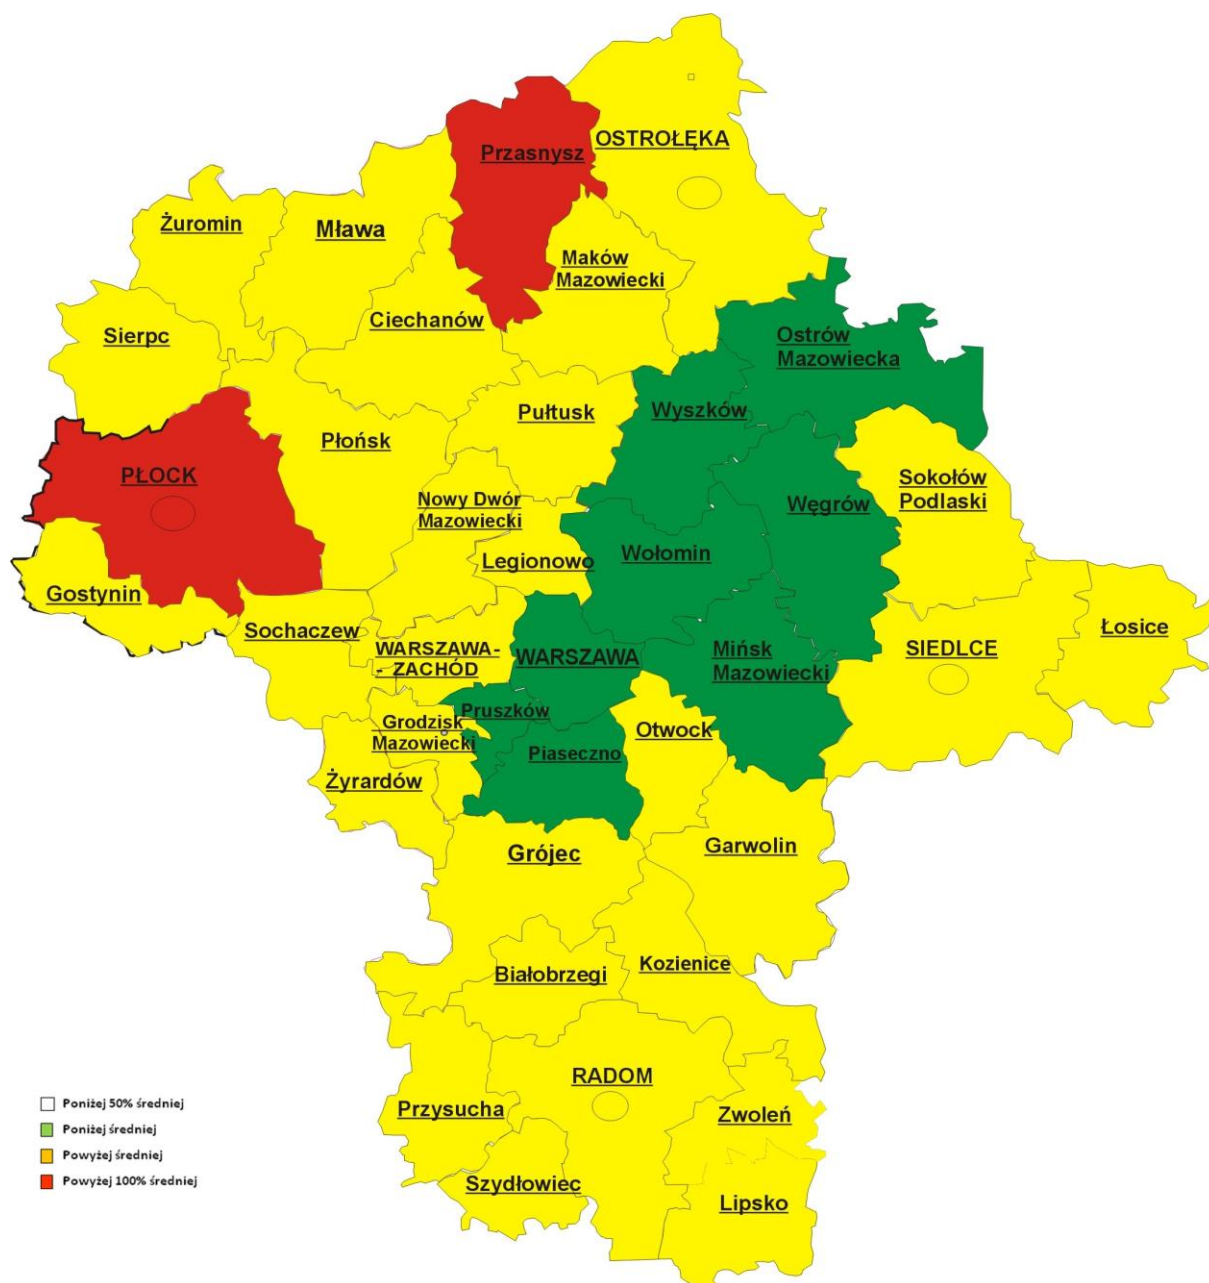 OSTROŁĘKA
Przasnysz
Żuromin
Mława
Maków
Mazowiecki
Ciechanów
Sierpc
Ostrów
Mazowiecka
Wyszków
Pułtusk
Płońsk
PŁOCK
Sokołów
Podlaski
Nowy Dwór
Mazowiecki
Węgrów
Wołomin
Legionowo
Gostynin
Sochaczew
Łosice
WARSZAWA-
- ZACHÓD
WARSZAWA
Mińsk
Mazowiecki
SIEDLCE
Pruszków
Grodzisk
Mazowiecki
Otwock
Piaseczno
Żyrardów
Grójec
Garwolin
Białobrzegi
Kozienice
RADOM
Przysucha
Zwoleń
Szydłowiec
Lipsko
Poniżej 50% średniej
Poniżej średniej
Powyżej średniej
Powyżej 100% średniej